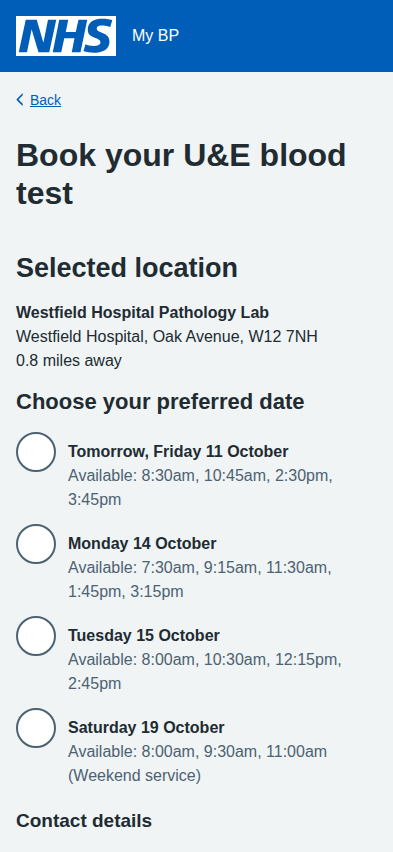 NHS My BP
Back
Book your U&E blood
test
Selected location
Westfield Hospital Pathology Lab
Westfield Hospital, Oak Avenue, W12 7NH
0.8 miles away
Choose your preferred date
Tomorrow, Friday 11 October
Available: 8:30am, 10:45am, 2:30pm,
3:45pm
Monday 14 October
Available: 7:30am, 9:15am, 11:30am,
1:45pm, 3:15pm
Tuesday 15 October
Available: 8:00am, 10:30am, 12:15pm,
2:45pm
Saturday 19 October
Available: 8:00am, 9:30am, 11:00am
(Weekend service)
Contact details